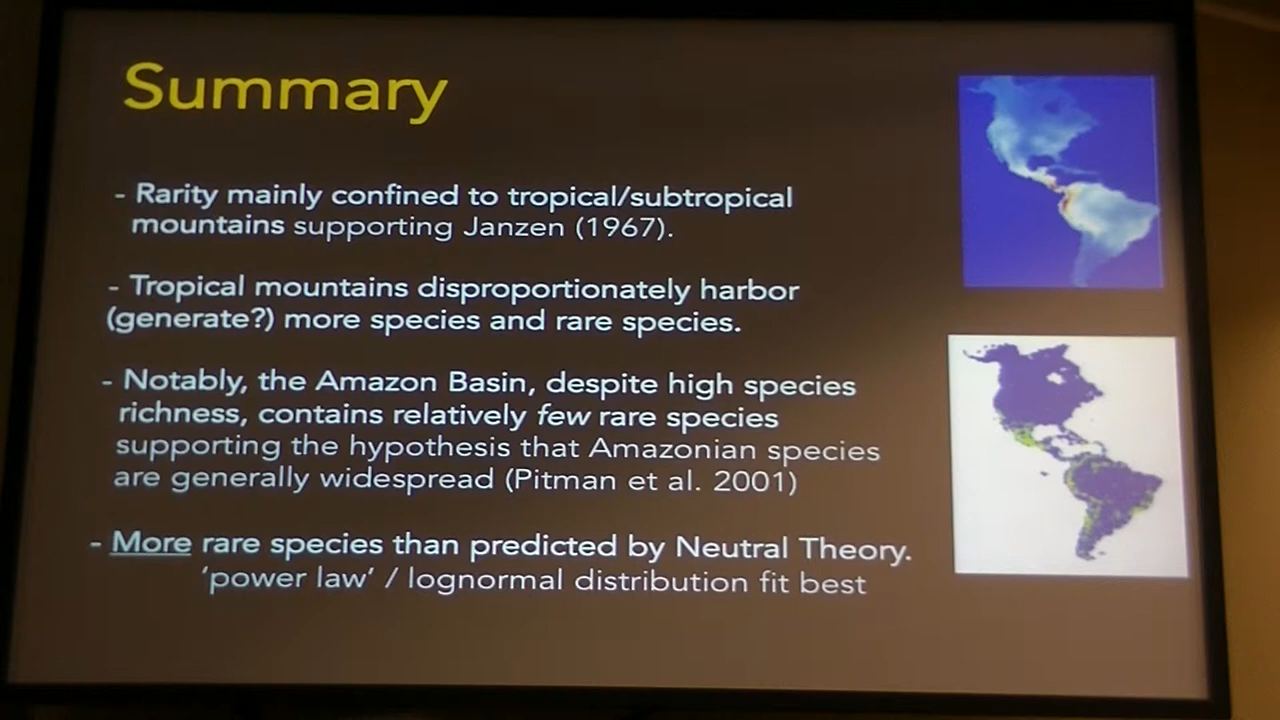 Summary
- Rarity mainly confined to tropical/subtropical
mountains supporting Janzen (1967).
- Tropical mountains disproportionately harbor
(generate?) more species and rare species.
- Notably, the Amazon Basin, despite high species
richness, contains relatively few rare species
supporting the hypothesis that Amazonian species
are generally widespread (Pitman et al. 2001)
- More rare species than predicted by Neutral Theory.
‘power law’ / lognormal distribution fit best